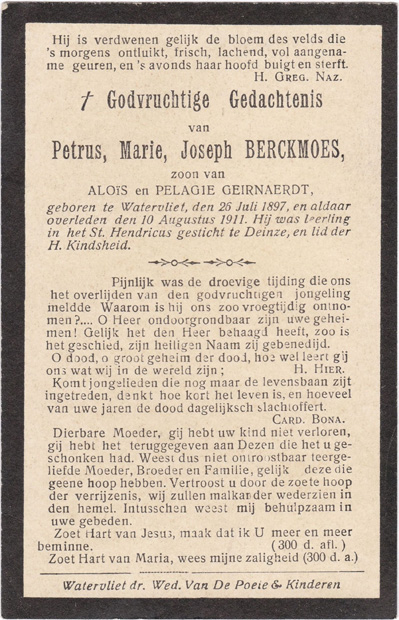 Hij is verdwenen gelijk de bloem des velds die
's morgens ontluikt, frisch, lachend, vol aangena-
me geuren, en 's avonds haar hoofd buigt en sterft.
H. Greg. Naz.
† Godvruchtige Gedachtenis
van
Petrus, Marie, Joseph BERCKMOES,
zoon van
ALOÏS en PELAGIE GEIRNAERDT,
geboren te Watervliet, den 26 Juli 1897, en aldaar
overleden den 10 Augustus 1911. Hij was leerling
in het St. Hendricus gesticht te Deinze, en lid der
H. Kindsheid.
Pijnlijk was de droevige tijding die ons
het overlijden van den godvruchtigen jongeling
meldde Waarom is hij ons zoo vroegtijdig ontno-
men?.... O Heer ondoorgrondbaar zijn uwe gehei-
men! Gelijk het den Heer behaagd heeft, zoo is
het geschied, zijn heiligen Naam zij gebenedijd.
O dood, o groot geheim der dood, hoe wel leert gij
ons wat wij in de wereld zijn; H. Hier.
Komt jongelieden die nog maar de levensbaan zijt
ingetreden, denkt hoe kort het leven is, en hoeveel
van uwe jaren de dood dagelijksch slachtoffert.
Card. Bona.
Dierbare Moeder, gij hebt uw kind niet verloren,
gij hebt het teruggegeven aan Dezen die het u ge-
schonken had. Weest dus niet ontroostbaar teerge-
liefde Moeder, Broeder en Familie, gelijk deze die
geene hoop hebben. Vertroost u door de zoete hoop
der verrijzenis, wij zullen malkander wederzien in
den hemel. Intusschen weest mij behulpzaam in
uwe gebeden.
Zoet Hart van Jesus, maak dat ik U meer en meer
beminne. (300 d. afl.)
Zoet Hart van Maria, wees mijne zaligheid (300 d. a.)
Watervliet dr. Wed. Van De Poele & Kinderen